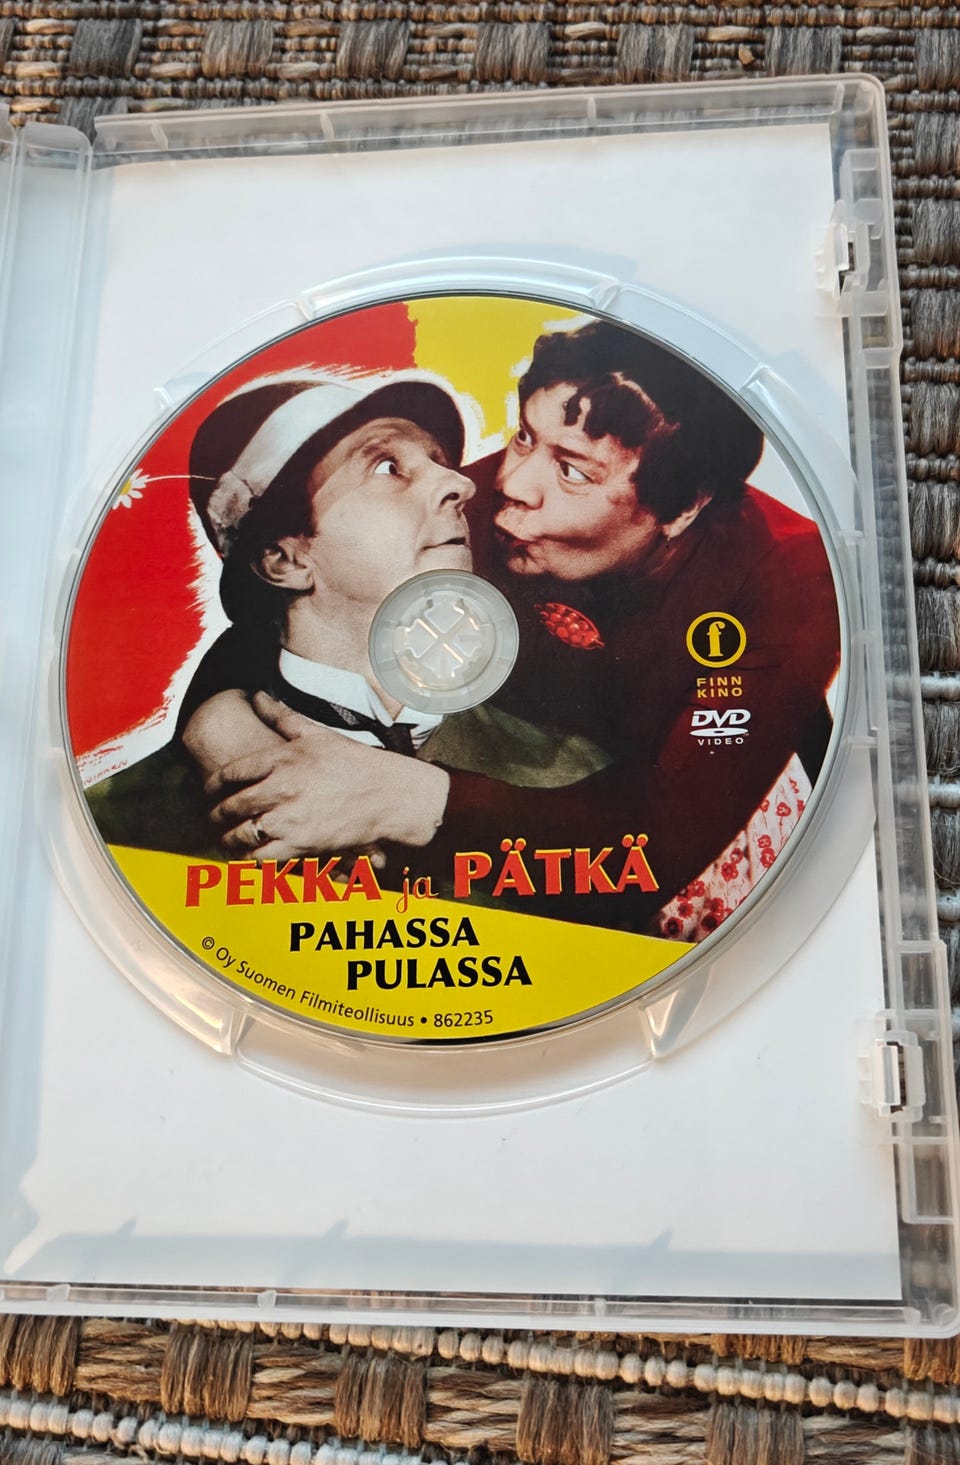 f
FINN
KINO
DVD
VIDEO
PEKKA ja PÄTKÄ
PAHASSA
PULASSA
© Oy Suomen Filmiteollisuus • 862235